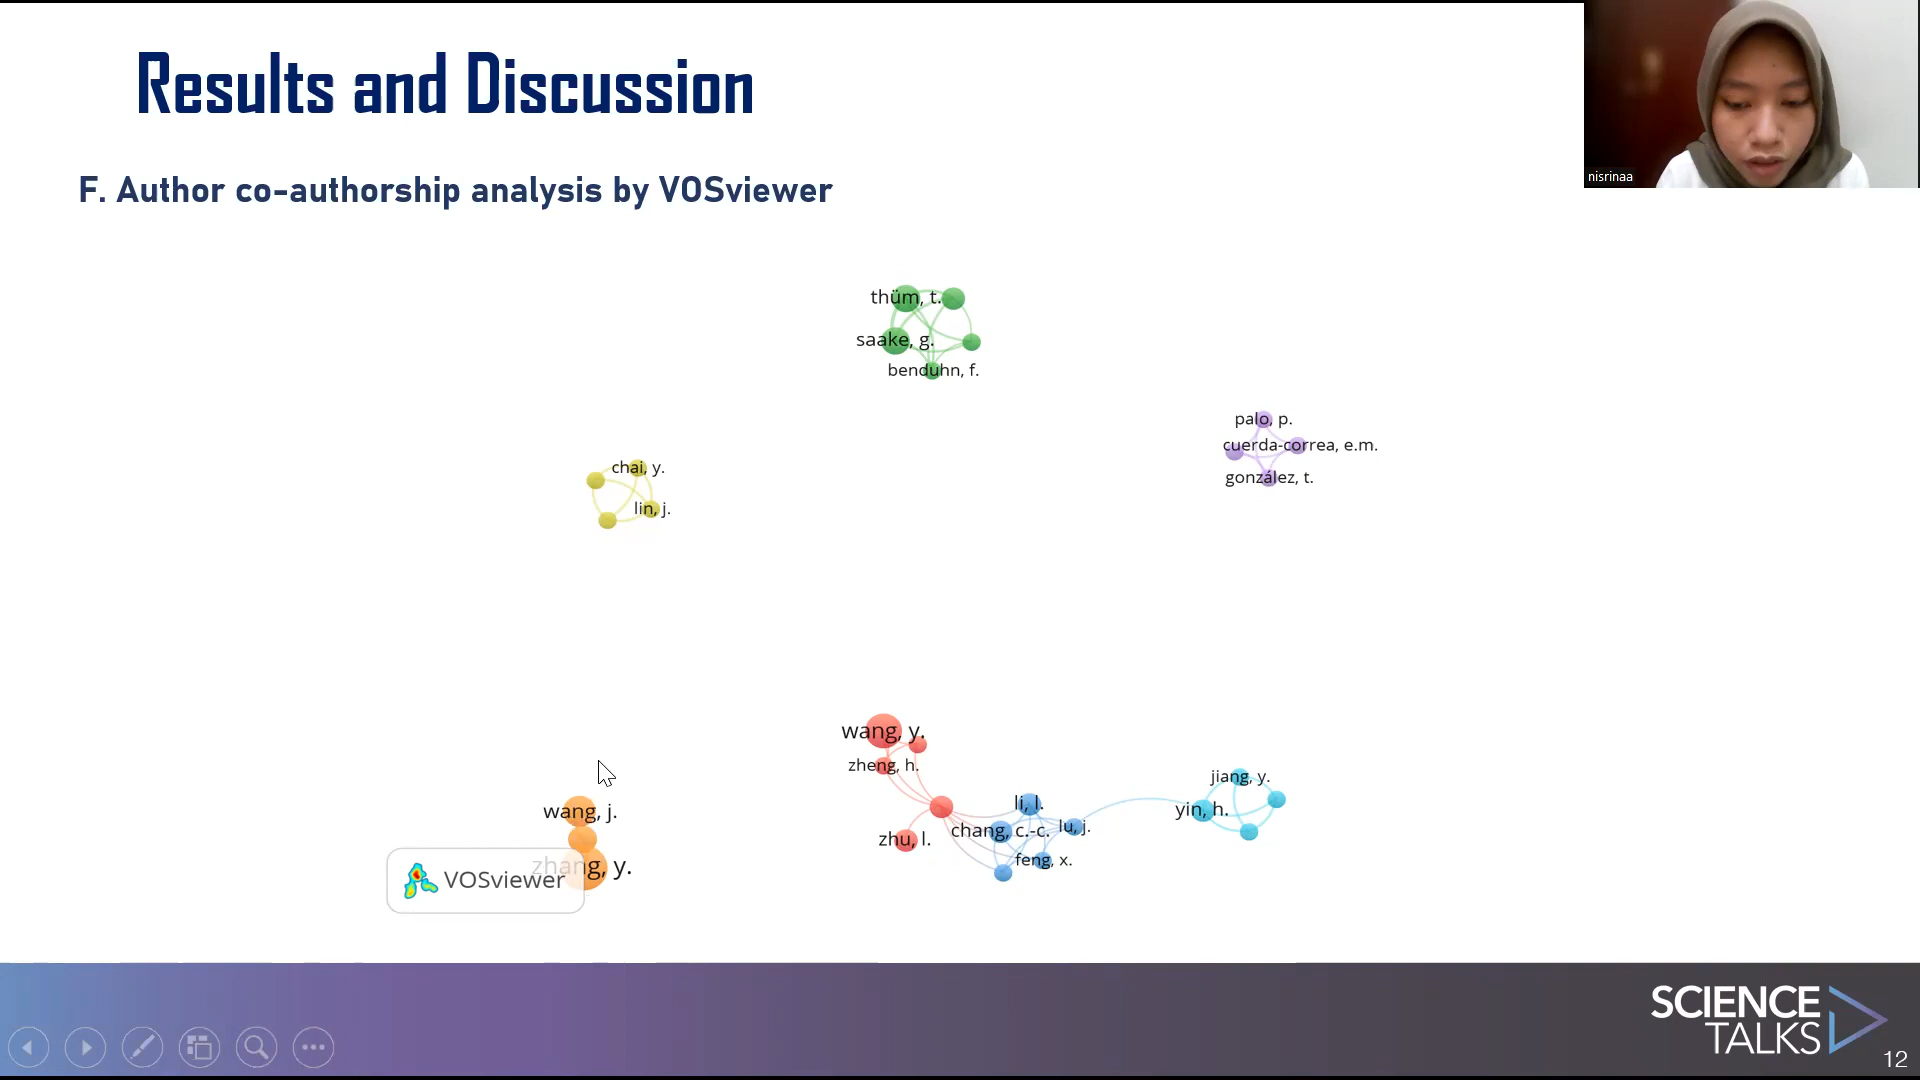 Results and Discussion
nisrinaa
F. Author co-authorship analysis by VOSviewer
thüm, t.
saake, g.
benduhn, f.
palo, p.
cuerda-correa, e.m.
gonzález, t.
chai, y.
lin, j.
wang, y.
zheng, h.
jiang, y.
li, l.
yin, h.
wang, j.
chang, c.-c.
lu, j.
zhu, l.
feng, x.
zhang, y.
VOSviewer
SCIENCE
TALKS
12